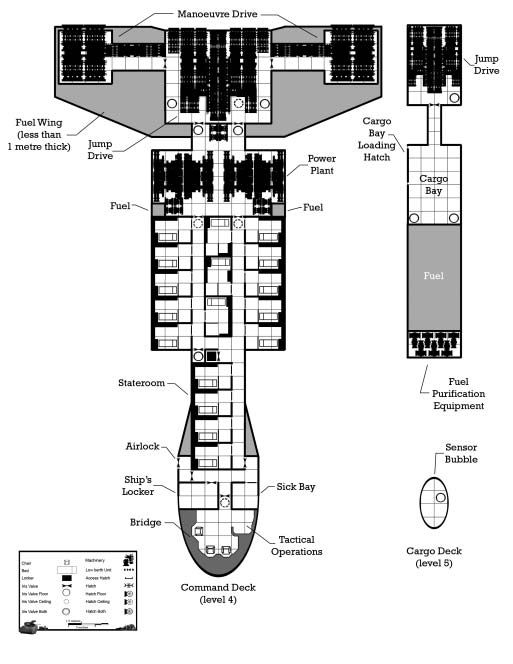 Manoeuvre Drive
Jump
Drive
Fuel Wing
(less than
1 metre thick)
Jump
Drive
Cargo
Bay
Loading
Hatch
Power
Plant
Cargo
Bay
Fuel
Fuel
Fuel
Stateroom
Fuel
Purification
Equipment
Airlock
Sensor
Bubble
Ship's
Locker
Sick Bay
Bridge
Tactical
Operations
Cargo Deck
(level 5)
Command Deck
(level 4)
Chair
Machinery
Bed
Low berth Unit
Locker
Access Hatch
Iris Valve
Hatch
Iris Valve Floor
Hatch Floor
Iris Valve Ceiling
Hatch Ceiling
Iris Valve Both
Hatch Both